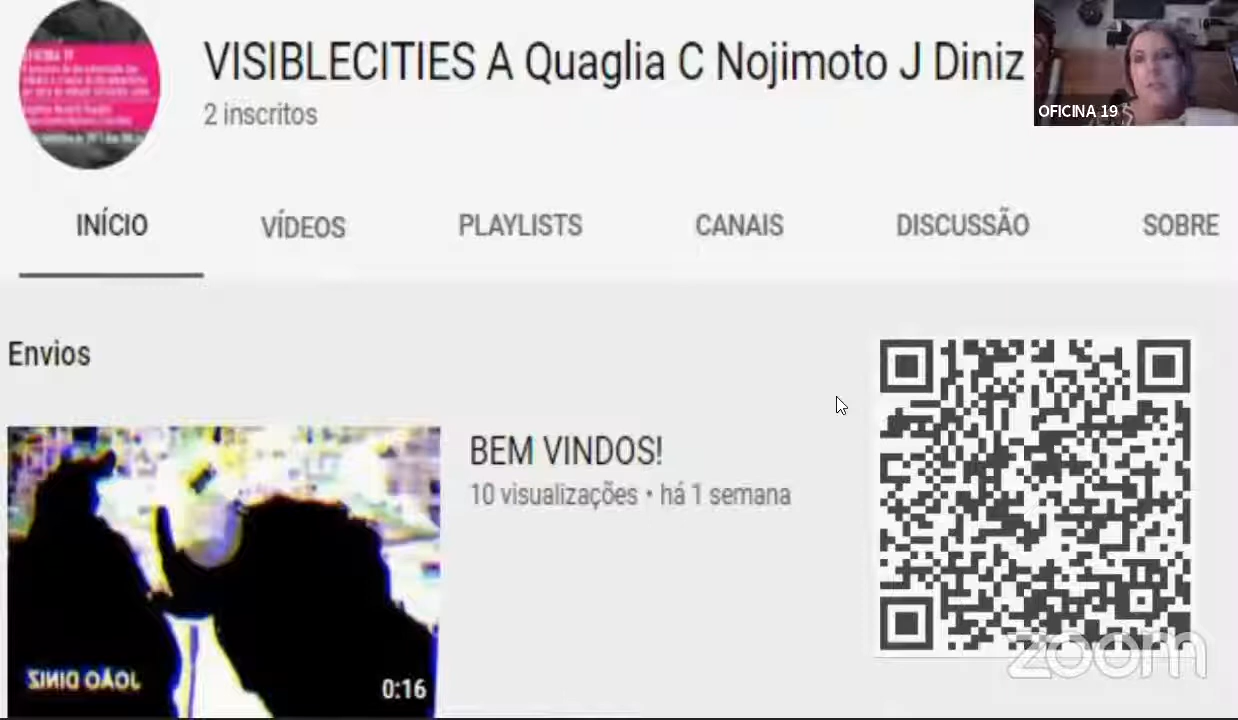 VISIBLECITIES A Quaglia C Nojimoto J Diniz
2 inscritos
OFICINA 19
INÍCIO VÍDEOS PLAYLISTS CANAIS DISCUSSÃO SOBRE
Envios
BEM VINDOS!
10 visualizações • há 1 semana
JOÃO DINIZ
0:16
zoom